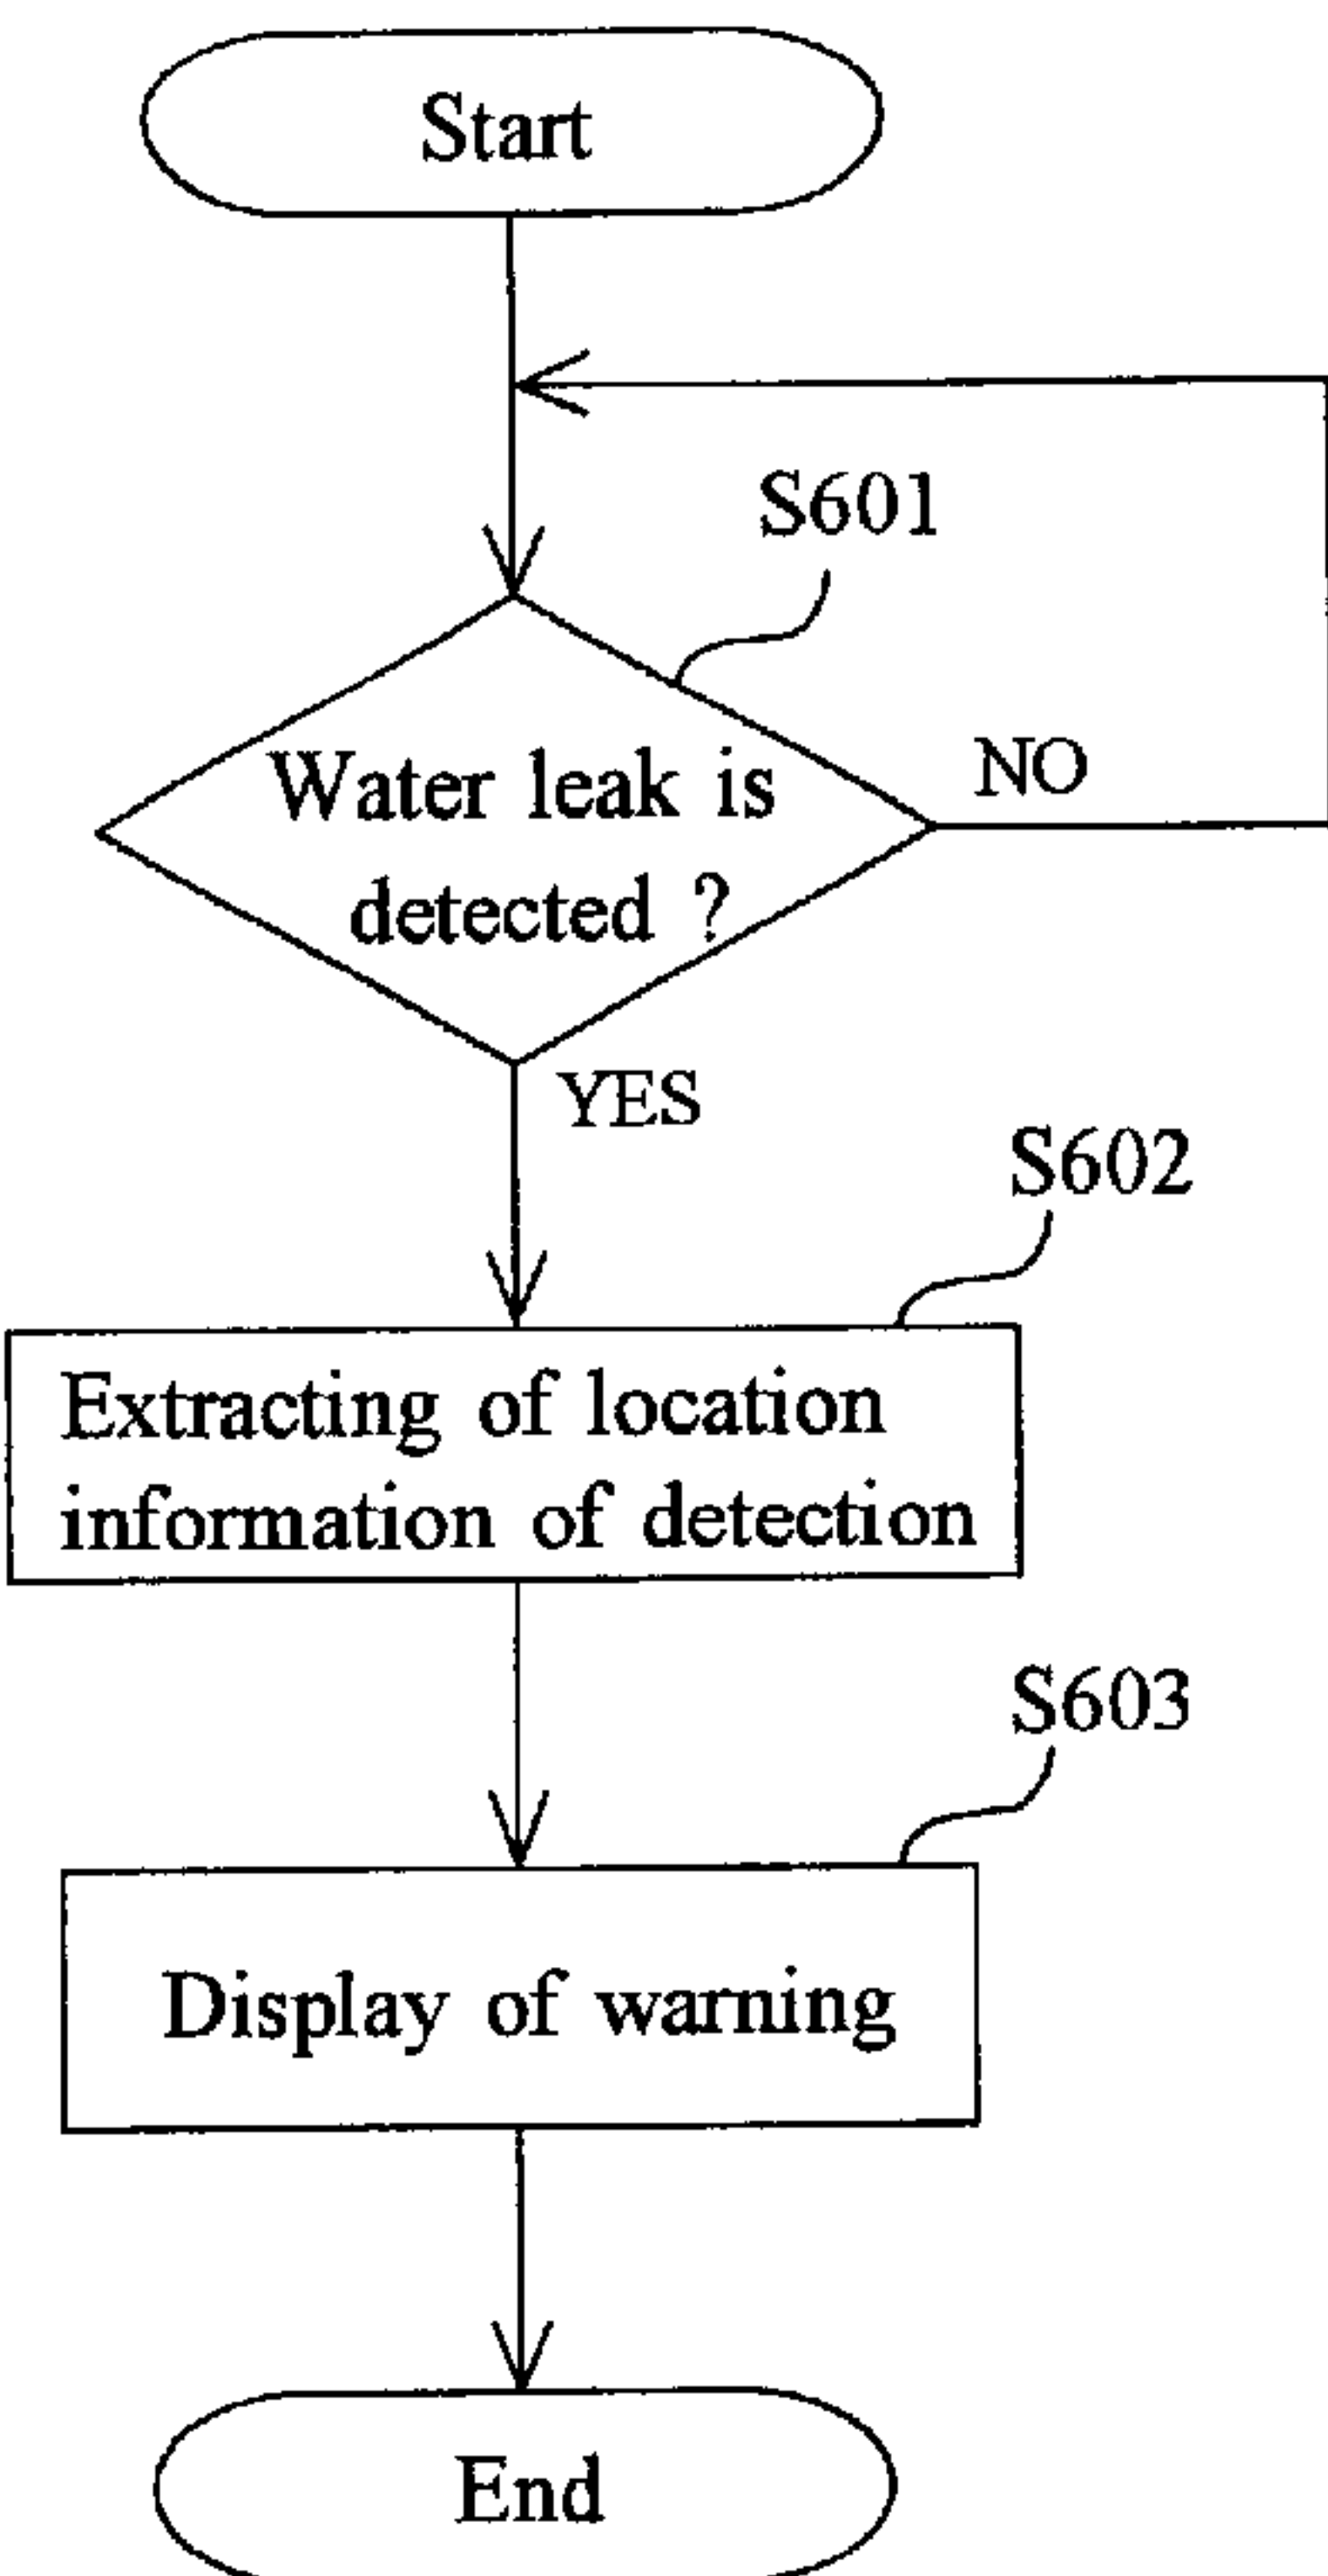 Start
S601
Water leak is
NO
detected ?
YES
S602
Extracting of location
information of detection
S603
Display of warning
End